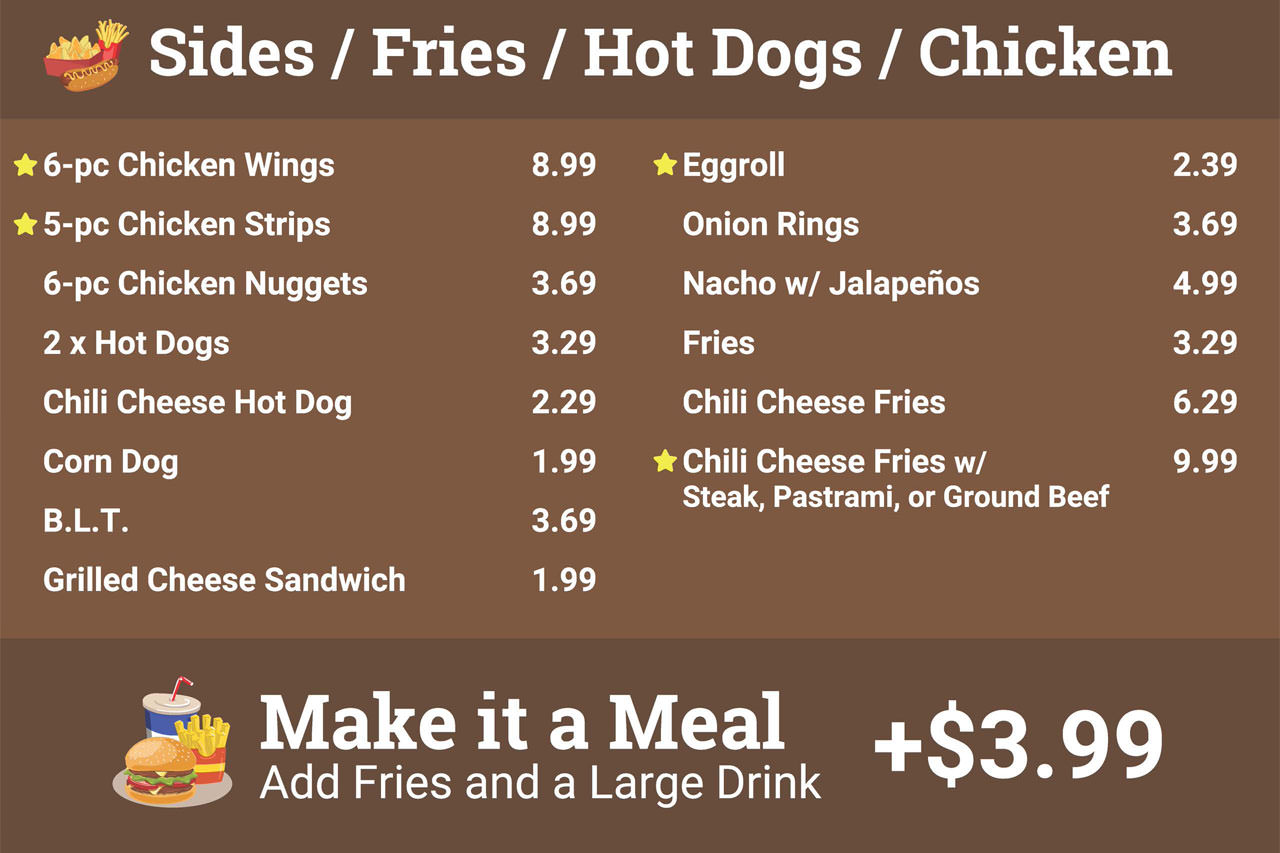 Sides / Fries / Hot Dogs / Chicken
6-pc Chicken Wings 8.99
5-pc Chicken Strips 8.99
6-pc Chicken Nuggets 3.69
2 x Hot Dogs 3.29
Chili Cheese Hot Dog 2.29
Corn Dog 1.99
B.L.T. 3.69
Grilled Cheese Sandwich 1.99
Eggroll 2.39
Onion Rings 3.69
Nacho w/ Jalapeños 4.99
Fries 3.29
Chili Cheese Fries 6.29
Chili Cheese Fries w/ 9.99
Steak, Pastrami, or Ground Beef
Make it a Meal
Add Fries and a Large Drink
+$3.99